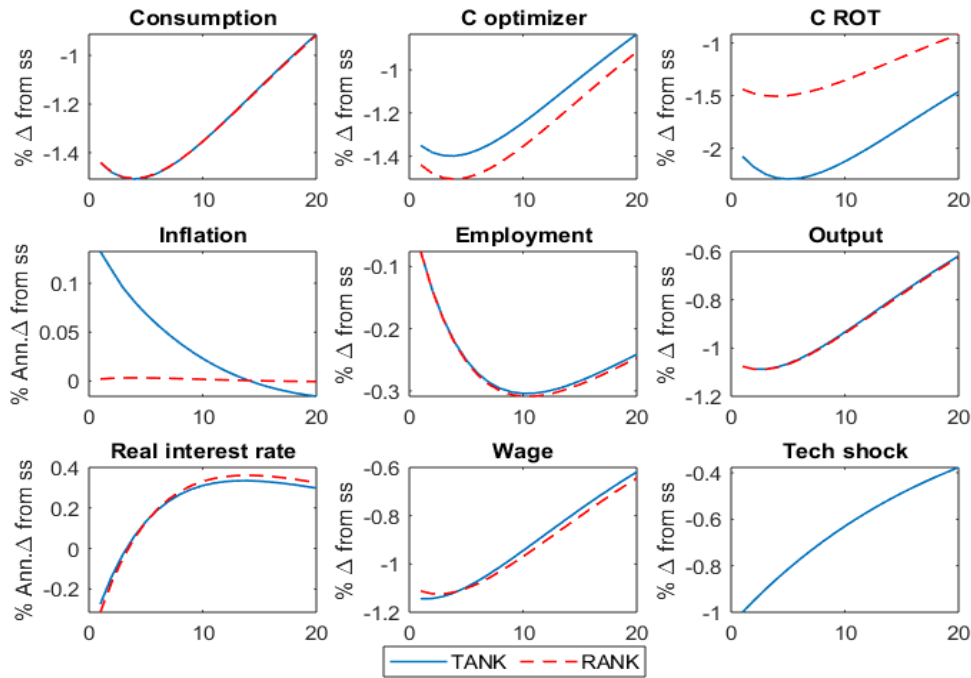 Consumption
C optimizer
C ROT
% Δ from ss
-1
-1.2
-1.4
0
10
20
% Δ from ss
-1
-1.2
-1.4
0
10
20
% Δ from ss
-1
-1.5
-2
0
10
20
Inflation
Employment
Output
% Ann.Δ from ss
0.1
0.05
0
0
10
20
% Δ from ss
-0.1
-0.2
-0.3
0
10
20
% Δ from ss
-0.6
-0.8
-1
-1.2
0
10
20
Real interest rate
Wage
Tech shock
% Ann.Δ from ss
0.4
0.2
0
-0.2
0
10
20
% Δ from ss
-0.6
-0.8
-1
-1.2
0
10
20
% Δ from ss
-0.4
-0.6
-0.8
-1
0
10
20
TANK
RANK